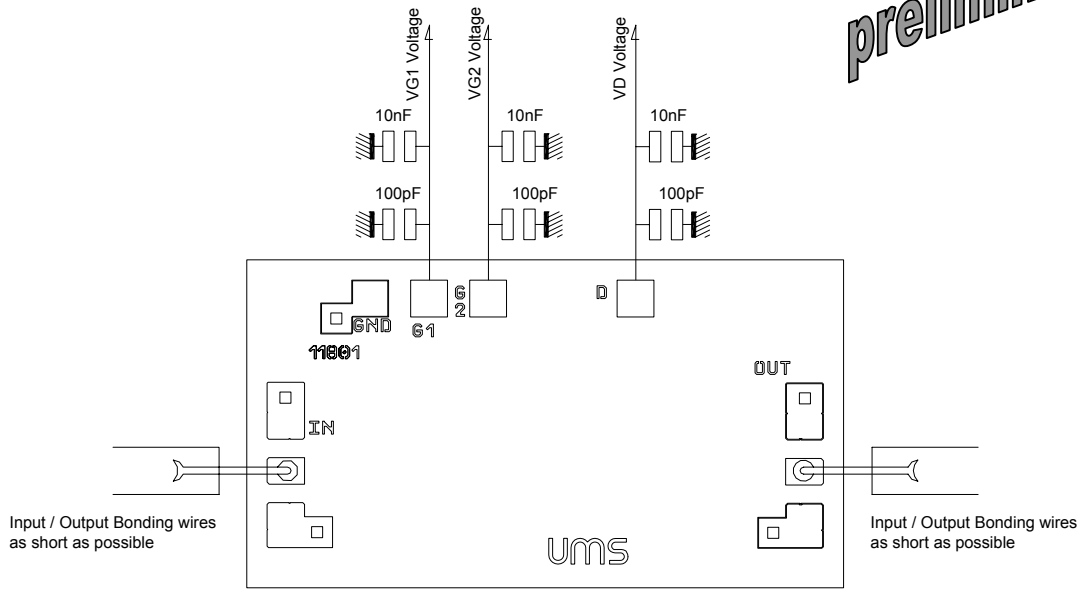 VG1 Voltage
VG2 Voltage
VD Voltage
10nF
10nF
10nF
100pF
100pF
100pF
GND
G1
G
2
D
11801
IN
OUT
Input / Output Bonding wires
as short as possible
Input / Output Bonding wires
as short as possible
UMS